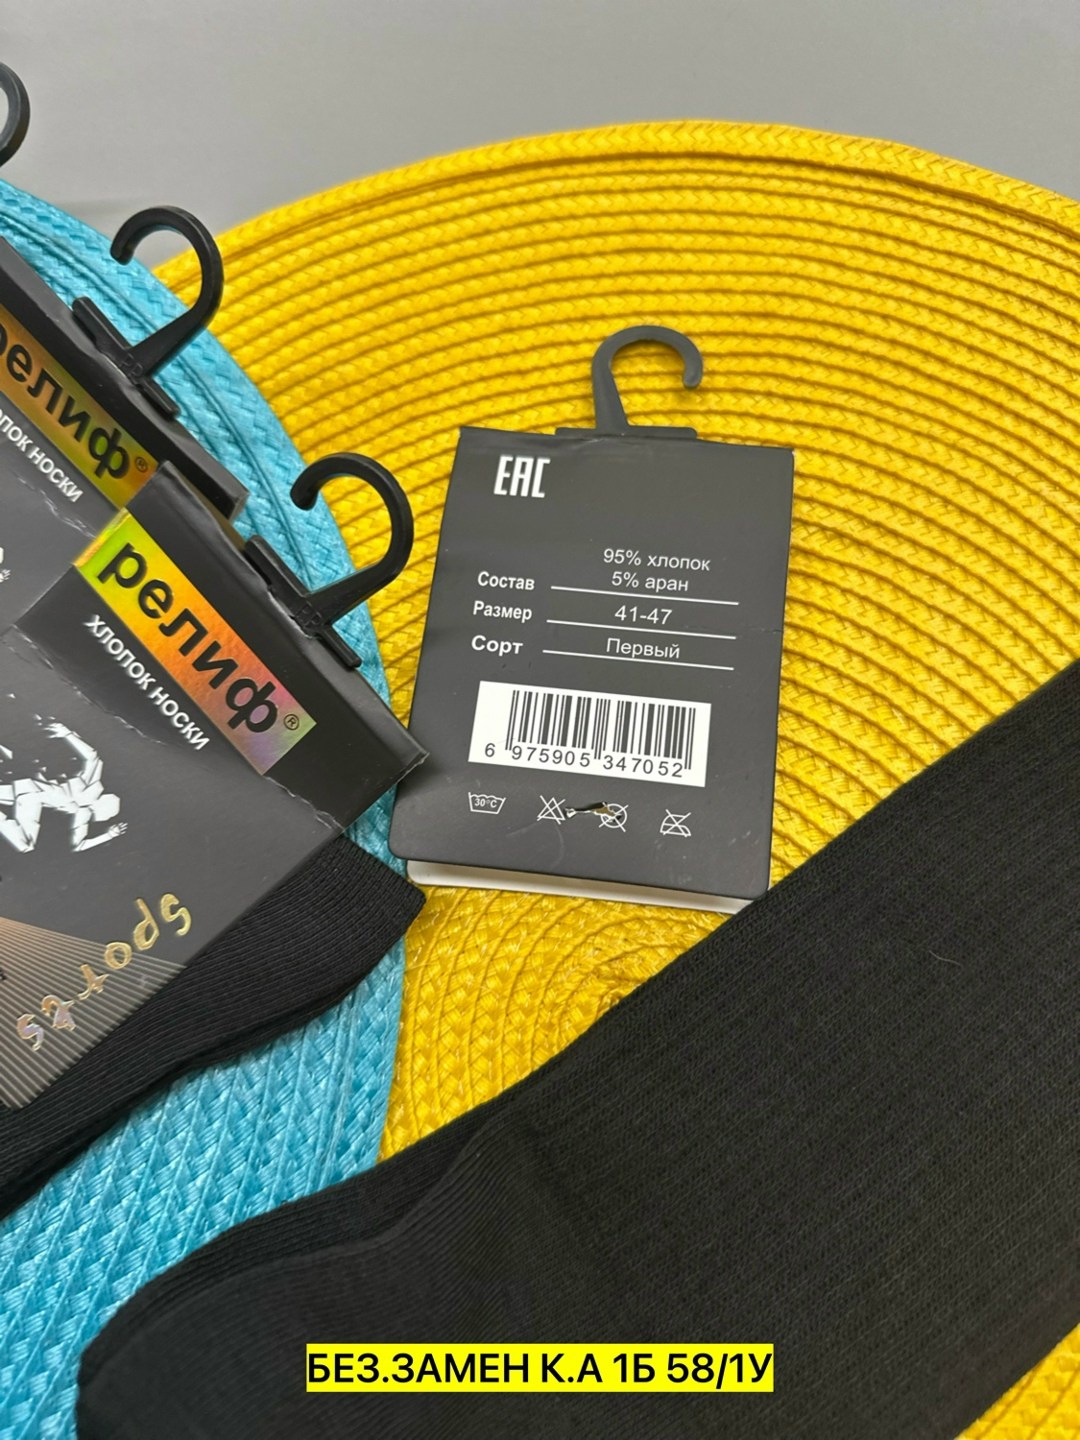 релиф®
ХЛОПОК НОСКИ
релиф®
ХЛОПОК НОСКИ
sports
EAC
95% хлопок
Состав 5% аран
Размер 41-47
Сорт Первый
6 975905 347052
30°C
БЕЗ.ЗАМЕН К.А 1Б 58/1У